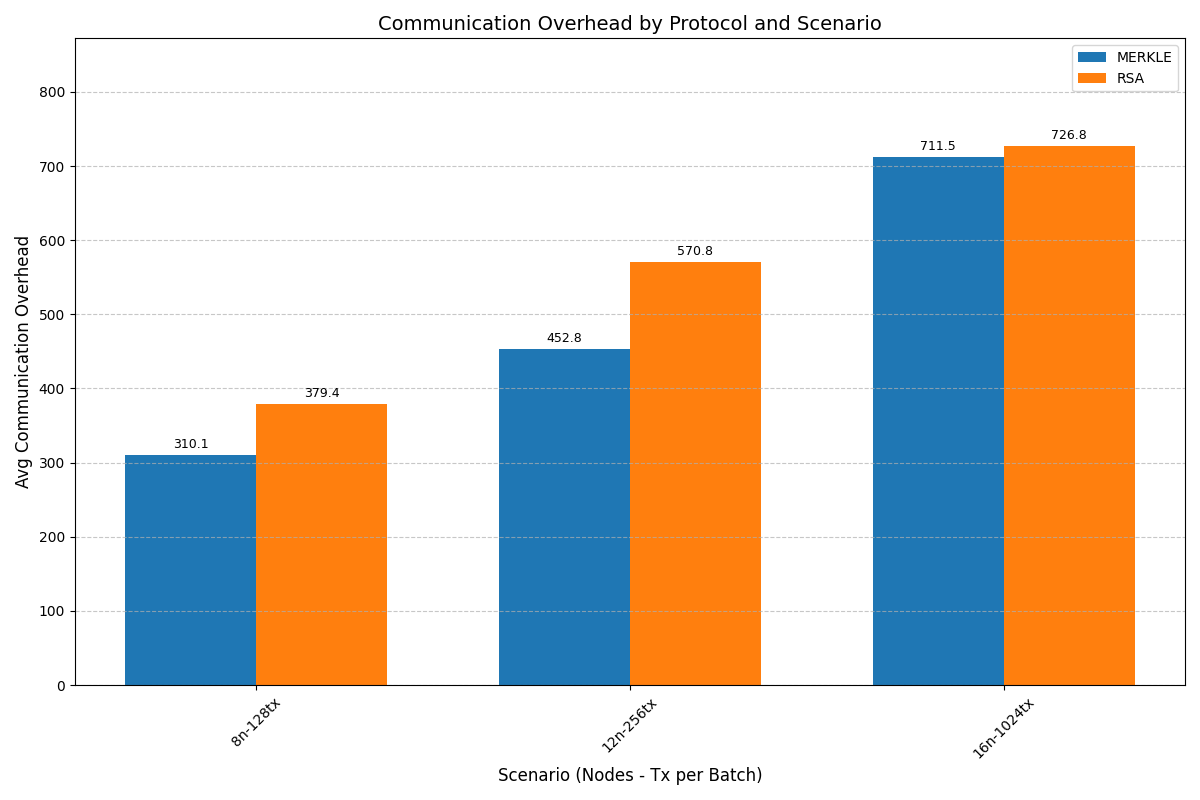 Communication Overhead by Protocol and Scenario
MERKLE
RSA
Avg Communication Overhead
800
700
600
500
400
300
200
100
0
310.1
379.4
452.8
570.8
711.5
726.8
8n-128tx
12n-256tx
16n-1024tx
Scenario (Nodes - Tx per Batch)